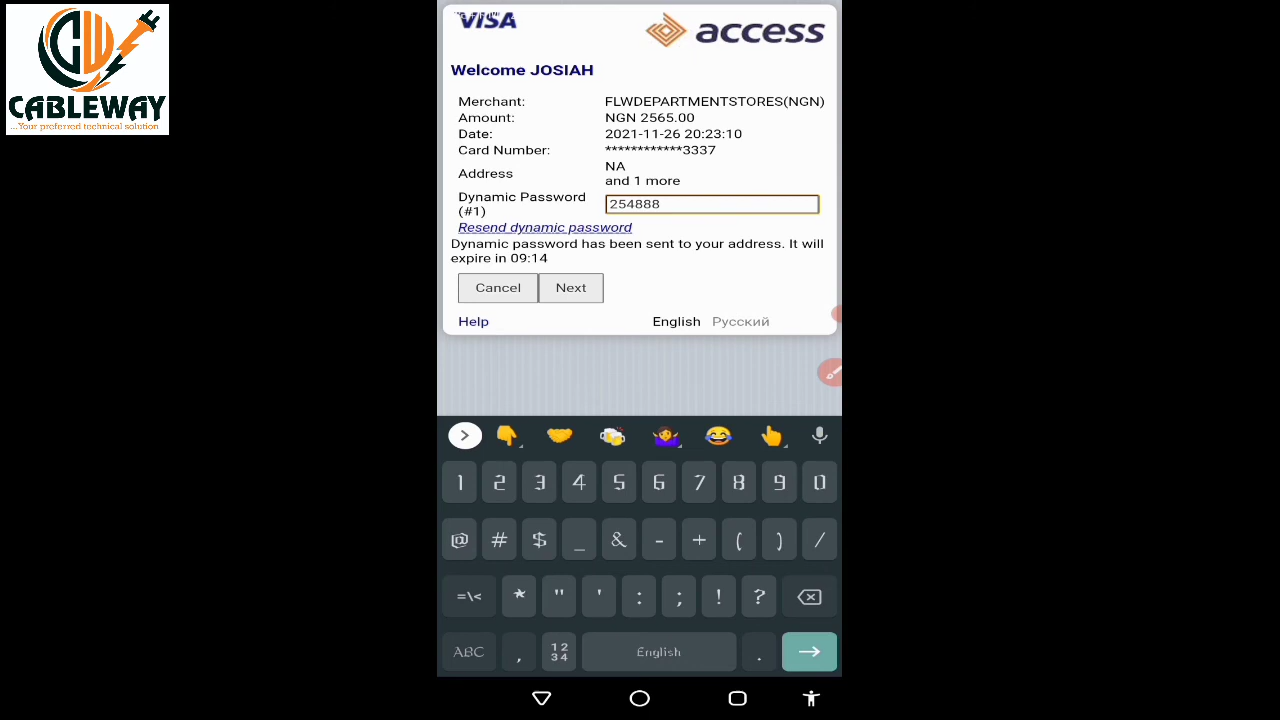 CW
CABLEWAY
...Your preferred technical solution
VISA
access
Welcome JOSIAH
Merchant: FLWDEPARTMENTSTORES(NGN)
Amount: NGN 2565.00
Date: 2021-11-26 20:23:10
Card Number: ************3337
Address NA
and 1 more
Dynamic Password
(#1) 254888
Resend dynamic password
Dynamic password has been sent to your address. It will
expire in 09:14
Cancel Next
Help English Русский
1 2 3 4 5 6 7 8 9 0
@ # $ _ & - + ( ) /
=\< * " ' : ; ! ?
ABC , 12 34 English .